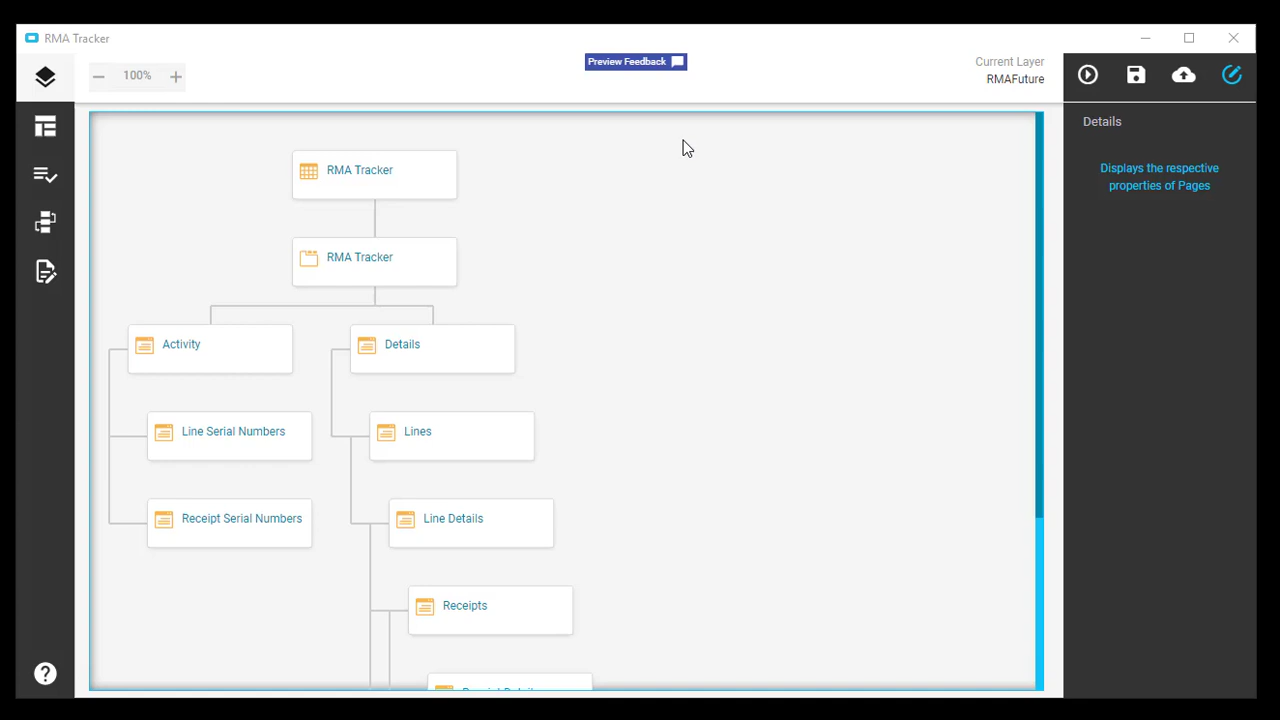 RMA Tracker
100%
Preview Feedback
Current Layer
RMAFuture
Details
Displays the respective
properties of Pages
RMA Tracker
RMA Tracker
Activity
Details
Line Serial Numbers
Lines
Receipt Serial Numbers
Line Details
Receipts